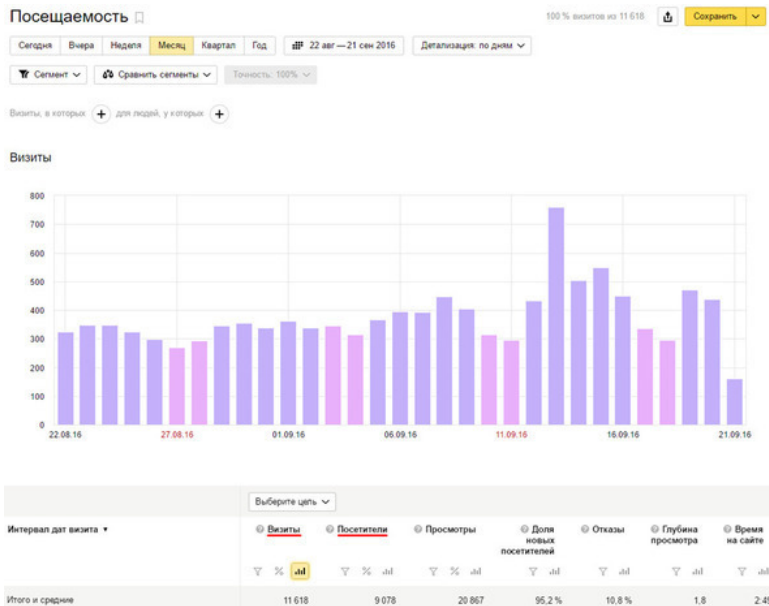 Посещаемость
100 % визитов из 11 618
Сохранить
Сегодня Вчера Неделя Месяц Квартал Год 22 авг — 21 сен 2016 Детализация: по дням
Сегмент Сравнить сегменты Точность: 100%
Визиты, в которых + для людей, у которых +
Визиты
800
700
600
500
400
300
200
100
0
22.08.16 27.08.16 01.09.16 06.09.16 11.09.16 16.09.16 21.09.16
Выберите цель
Интервал дат визита Визиты Посетители Просмотры Доля новых посетителей Отказы Глубина просмотра Время на сайте
Итого и средние 11 618 9 078 20 867 95,2 % 10,8 % 1,8